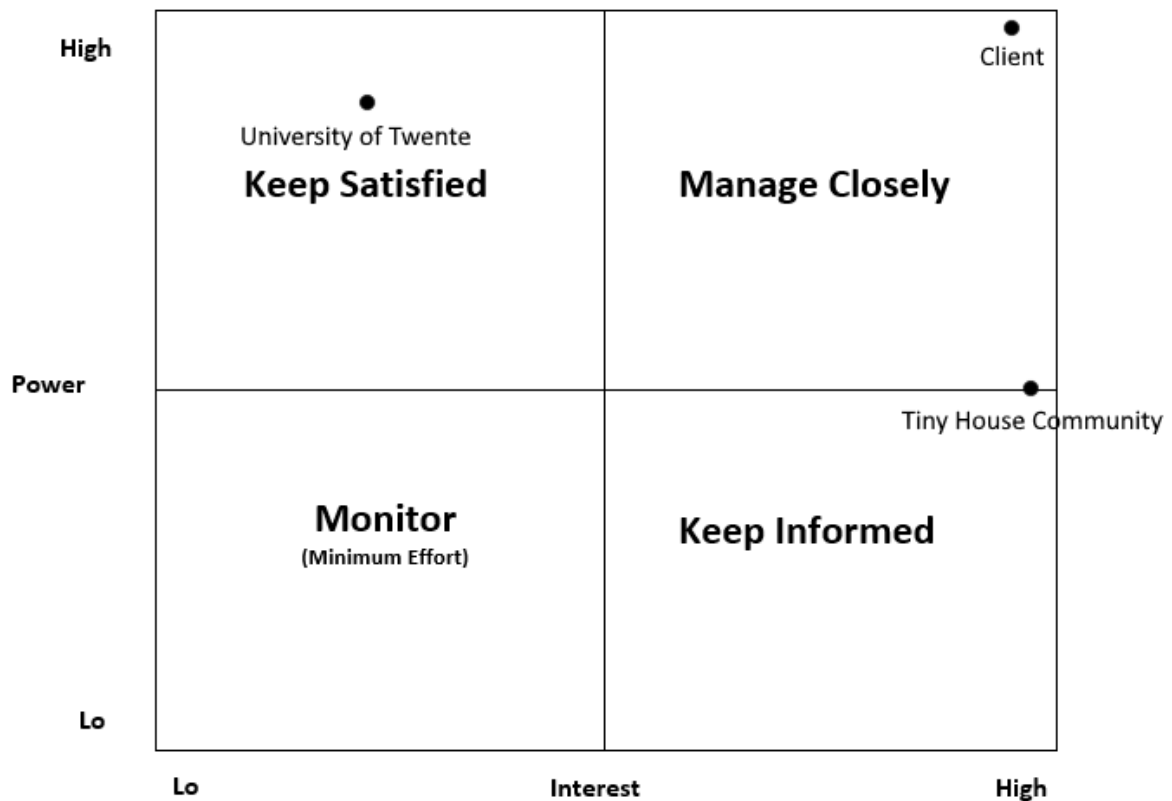 High
Client
University of Twente
Keep Satisfied
Manage Closely
Power
Tiny House Community
Monitor
(Minimum Effort)
Keep Informed
Lo
Lo
Interest
High